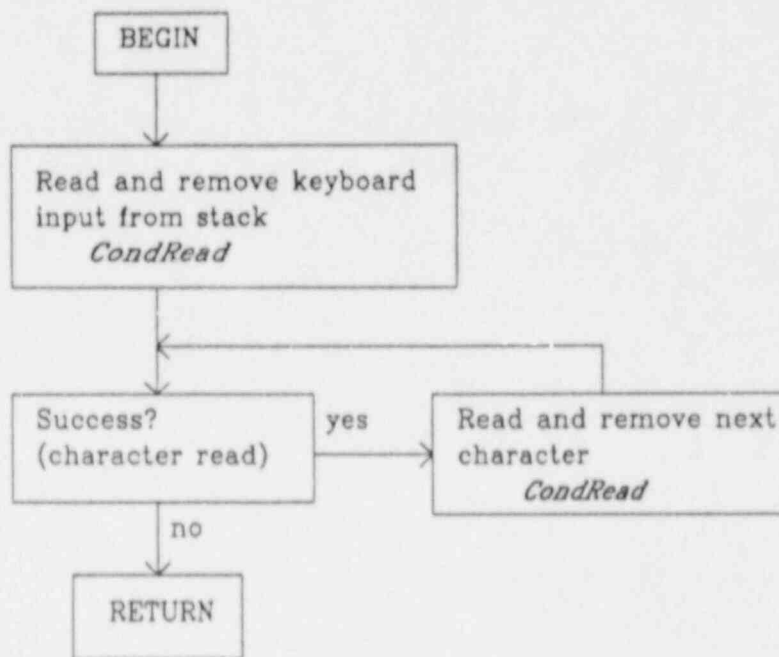 BEGIN
Read and remove keyboard
input from stack
CondRead
Success?
(character read)
yes
Read and remove next
character
CondRead
no
RETURN